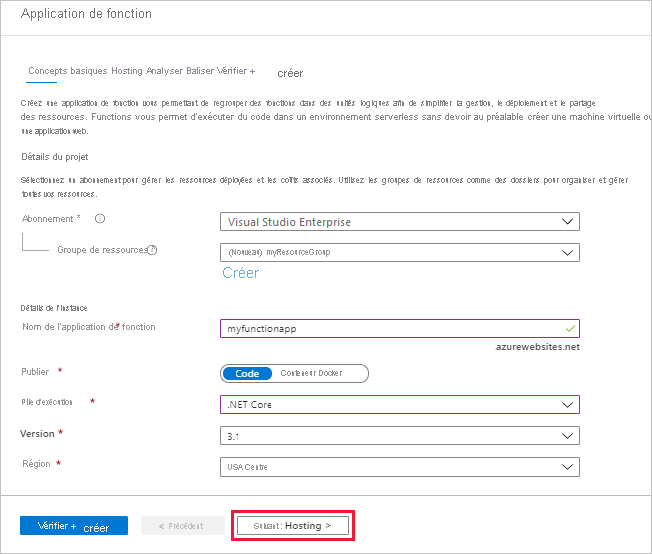 Application de fonction
Concepts basiques Hosting Analyser Baliser Vérifier + créer
Créez une application de fonction vous permettant de regrouper des fonctions dans des unités logiques afin de simplifier la gestion, le déploiement et le partage
des ressources. Functions vous permet d'exécuter du code dans un environnement serverless sans devoir au préalable créer une machine virtuelle ou
une application web.
Détails du projet
Sélectionnez un abonnement pour gérer les ressources déployées et les coûts associés. Utilisez les groupes de ressources comme des dossiers pour organiser et gérer
toutes vos ressources.
Abonnement * Visual Studio Enterprise
Groupe de ressources (Nouveau) myResourceGroup
Créer
Détails de l'instance
Nom de l'application de fonction * myfunctionapp
.azurewebsites.net
Publier * Code Conteneur Docker
Pile d'exécution * .NET Core
Version * 3.1
Région * USA Centre
Vérifier + créer < Précédent Suivant : Hosting >